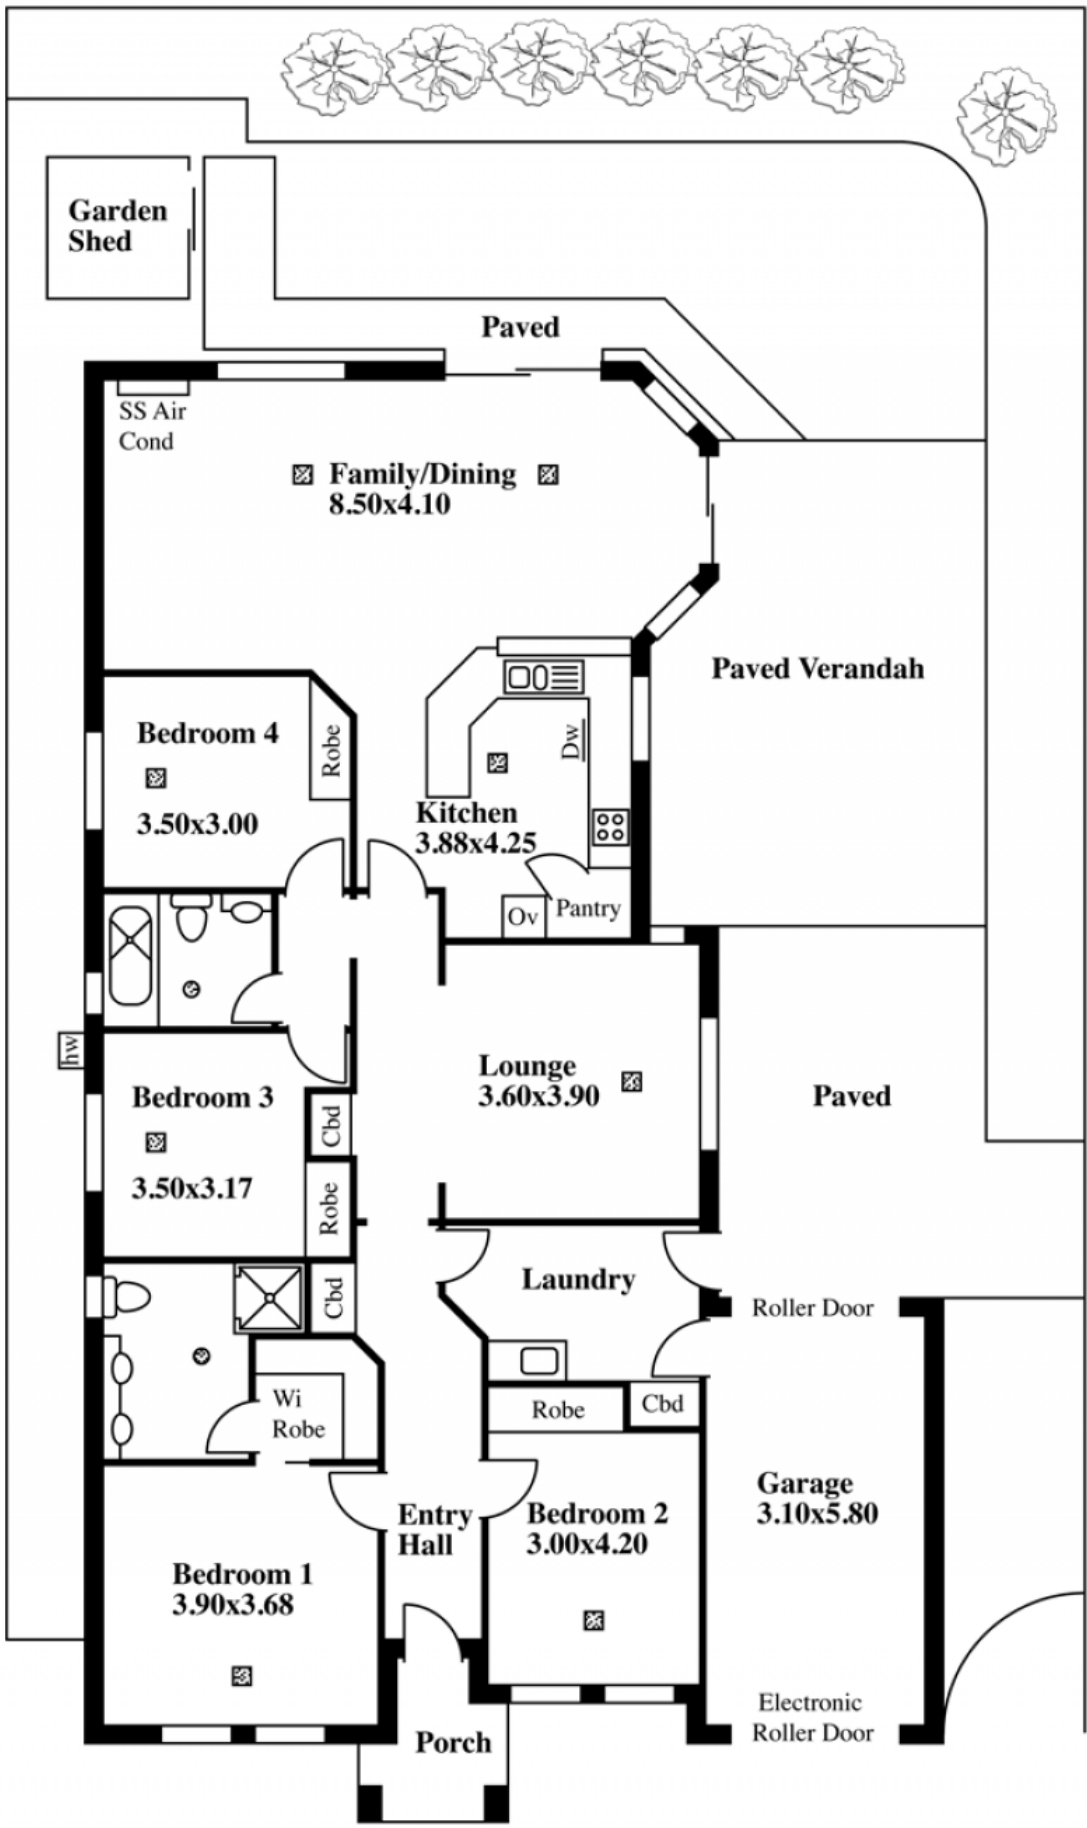 Garden
Shed
Paved
SS Air
Cond
Family/Dining
8.50x4.10
Paved Verandah
Bedroom 4
Robe
3.50x3.00
Dw
Kitchen
3.88x4.25
Ov
Pantry
hw
Bedroom 3
3.50x3.17
Cbd
Robe
Lounge
3.60x3.90
Paved
Cbd
Laundry
Roller Door
Wi
Robe
Robe
Cbd
Entry
Hall
Bedroom 2
3.00x4.20
Garage
3.10x5.80
Bedroom 1
3.90x3.68
Porch
Electronic
Roller Door